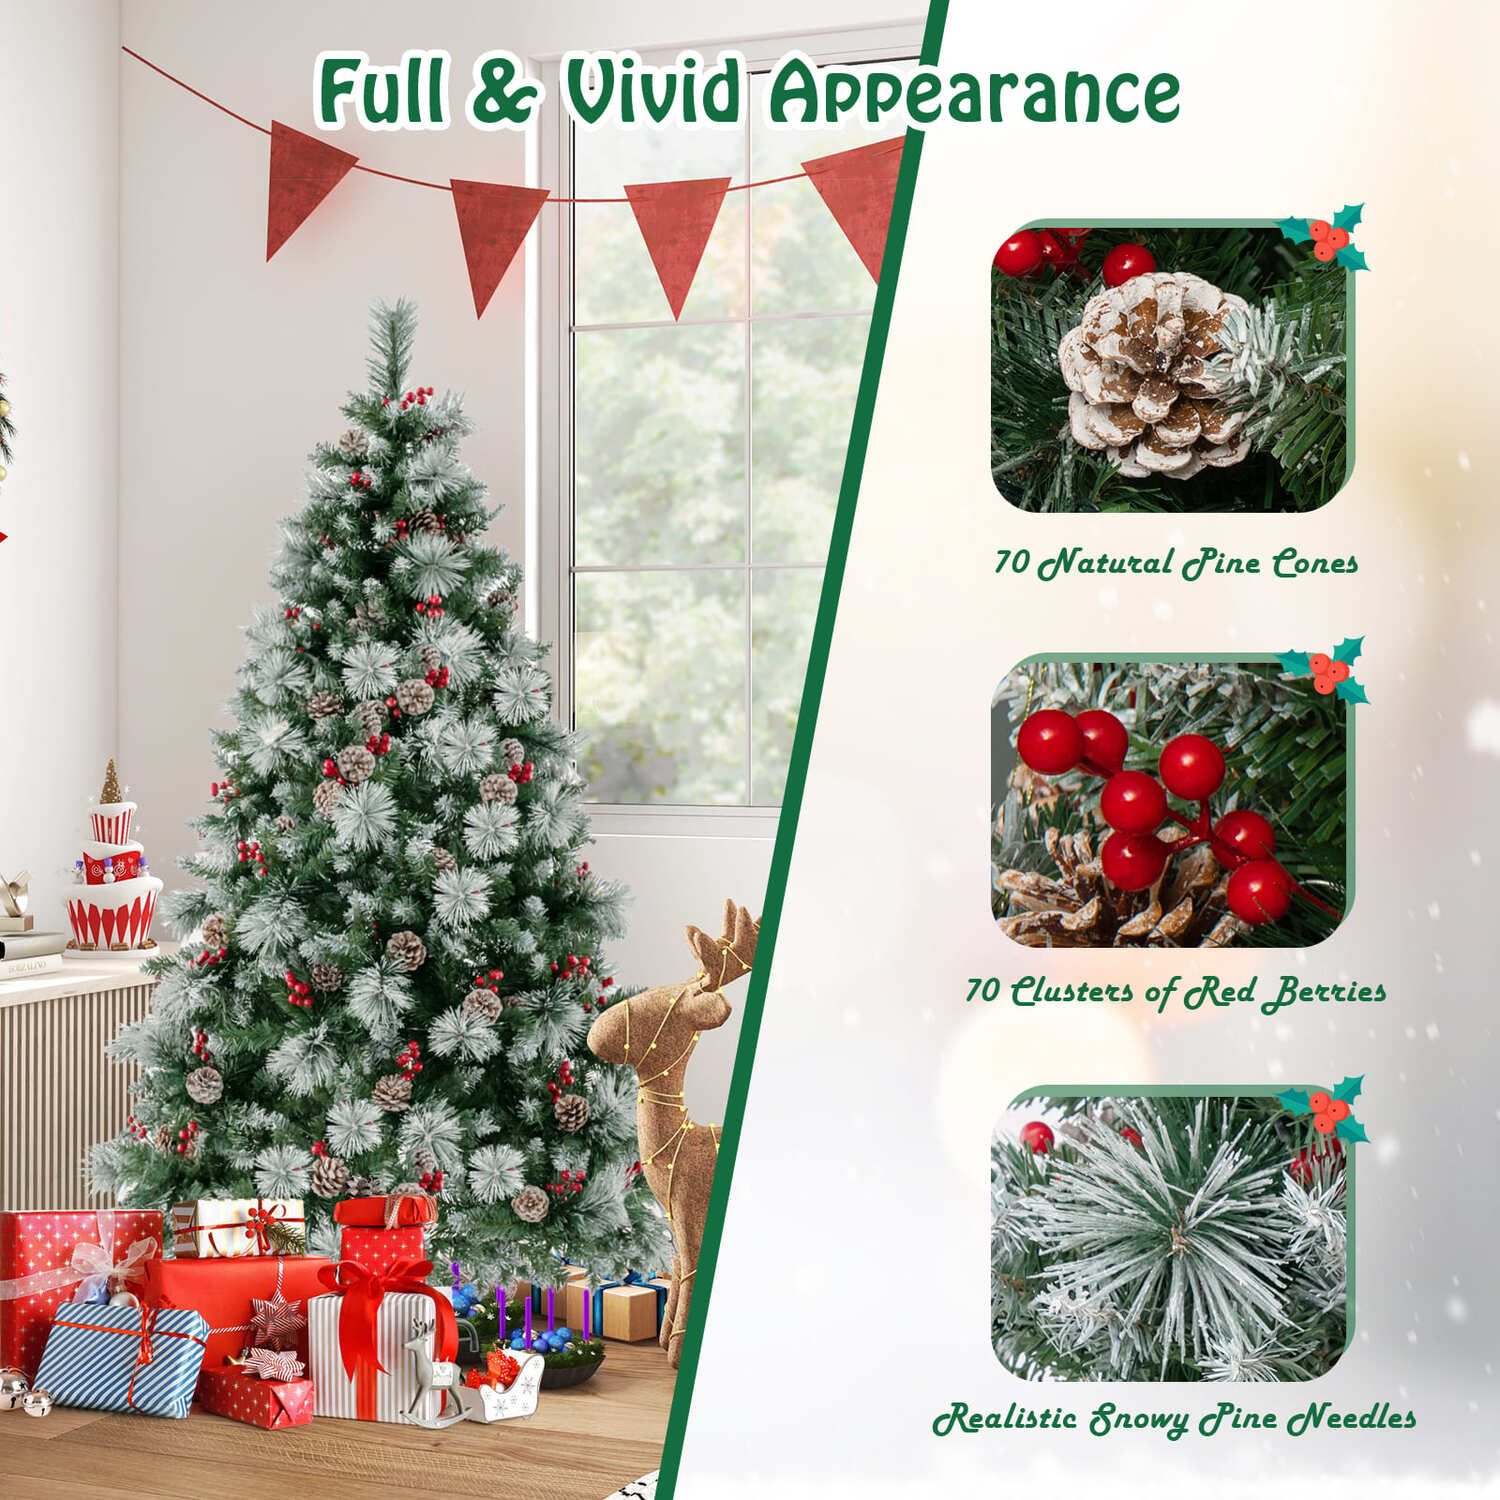 Full & Vivid Appearance
70 Natural Pine Cones
70 Clusters of Red Berries
Realistic Snowy Pine Needles